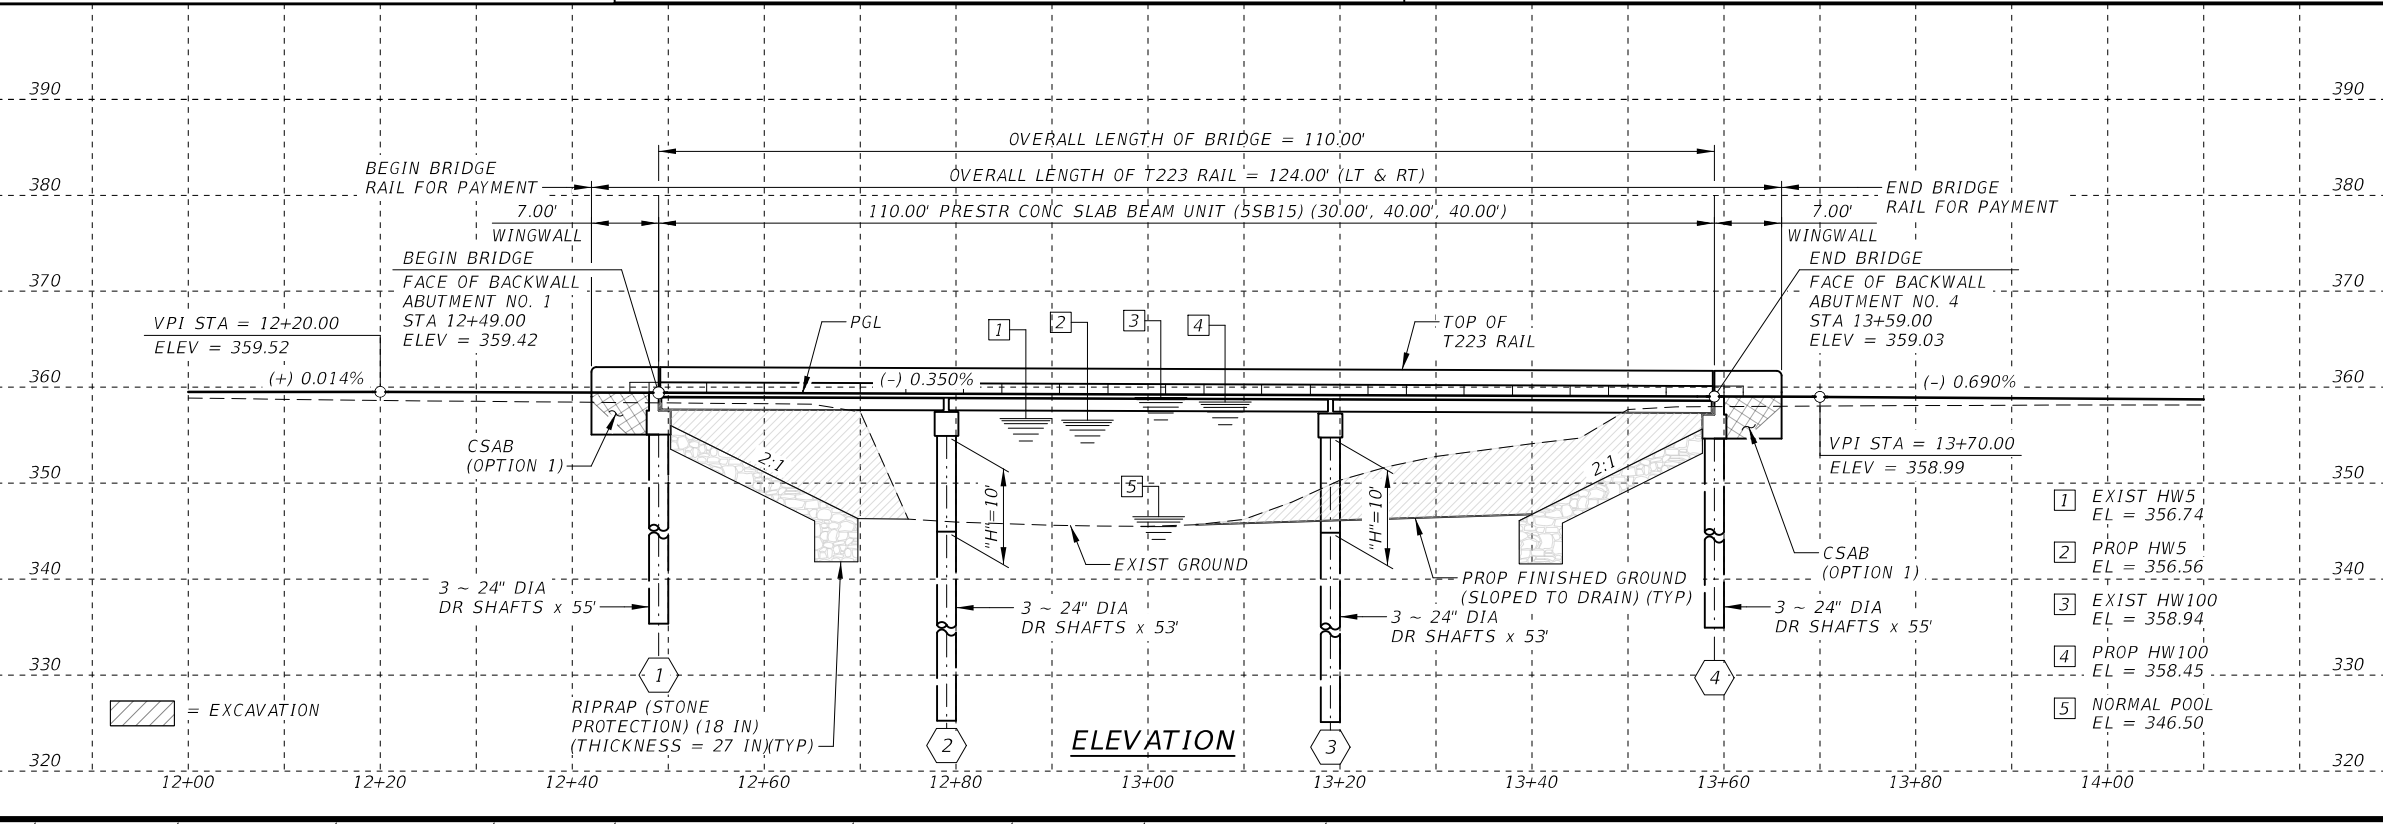 390
390
OVERALL LENGTH OF BRIDGE = 110.00'
BEGIN BRIDGE
RAIL FOR PAYMENT
OVERALL LENGTH OF T223 RAIL = 124.00' (LT & RT)
END BRIDGE
RAIL FOR PAYMENT
380
380
7.00'
WINGWALL
110.00' PRESTR CONC SLAB BEAM UNIT (5SB15) (30.00', 40.00', 40.00')
7.00'
WINGWALL
BEGIN BRIDGE
FACE OF BACKWALL
ABUTMENT NO. 1
STA 12+49.00
ELEV = 359.42
END BRIDGE
FACE OF BACKWALL
ABUTMENT NO. 4
STA 13+59.00
ELEV = 359.03
370
370
VPI STA = 12+20.00
ELEV = 359.52
PGL
1
2
3
4
TOP OF
T223 RAIL
360
(+) 0.014%
(-) 0.350%
(-) 0.690%
360
CSAB
(OPTION 1)
2:1
2:1
VPI STA = 13+70.00
ELEV = 358.99
350
350
5
"H"=10'
"H"=10'
1 EXIST HW5
EL = 356.74
2 PROP HW5
EL = 356.56
3 EXIST HW100
EL = 358.94
4 PROP HW100
EL = 358.45
5 NORMAL POOL
EL = 346.50
EXIST GROUND
CSAB
(OPTION 1)
340
340
3 ~ 24" DIA
DR SHAFTS x 55'
3 ~ 24" DIA
DR SHAFTS x 53'
PROP FINISHED GROUND
(SLOPED TO DRAIN) (TYP)
3 ~ 24" DIA
DR SHAFTS x 53'
3 ~ 24" DIA
DR SHAFTS x 55'
330
330
1
4
= EXCAVATION
RIPRAP (STONE
PROTECTION) (18 IN)
(THICKNESS = 27 IN)(TYP)
2
3
ELEVATION
320
320
12+00
12+20
12+40
12+60
12+80
13+00
13+20
13+40
13+60
13+80
14+00